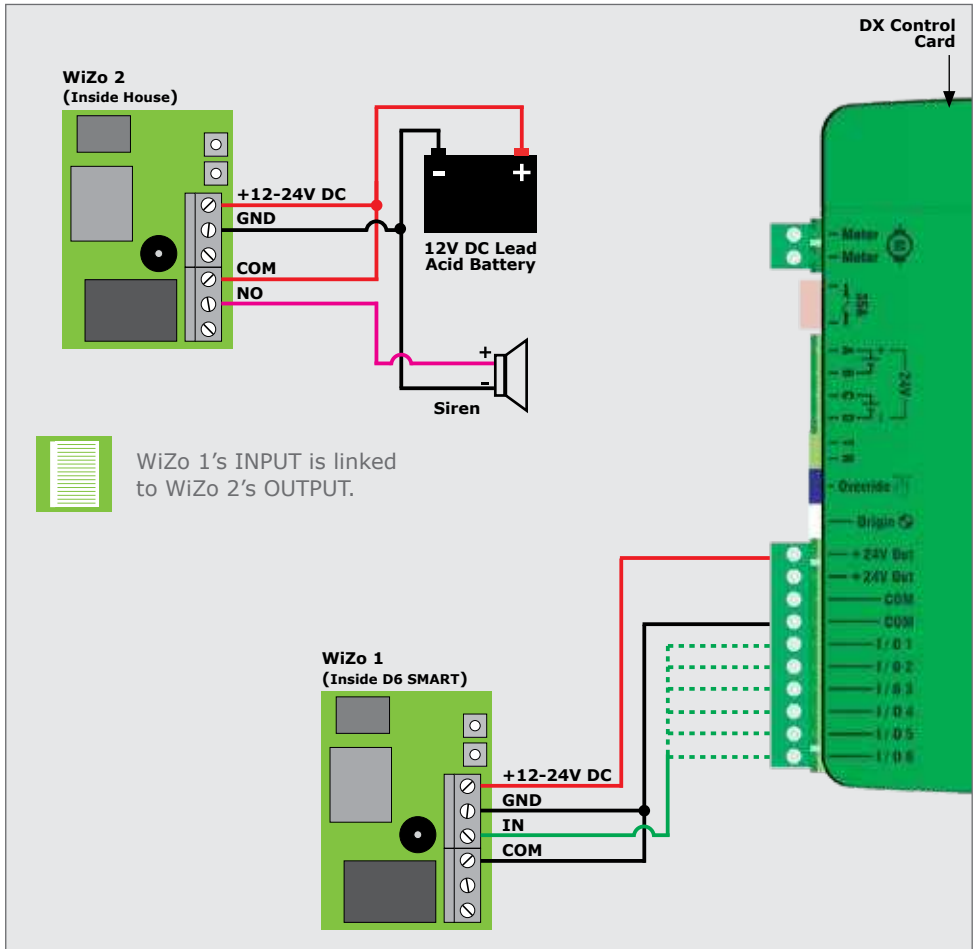 DX Control
Card
WiZo 2
(Inside House)
+12-24V DC
GND
COM
NO
-
+
12V DC Lead
Acid Battery
+
-
Siren
WiZo 1's INPUT is linked
to WiZo 2's OUTPUT.
Motor
M
Motor
A
B
C
D
24V
Override
Origin
+24V Out
+24V Out
COM
COM
I/O 1
I/O 2
I/O 3
I/O 4
I/O 5
I/O 6
WiZo 1
(Inside D6 SMART)
+12-24V DC
GND
IN
COM